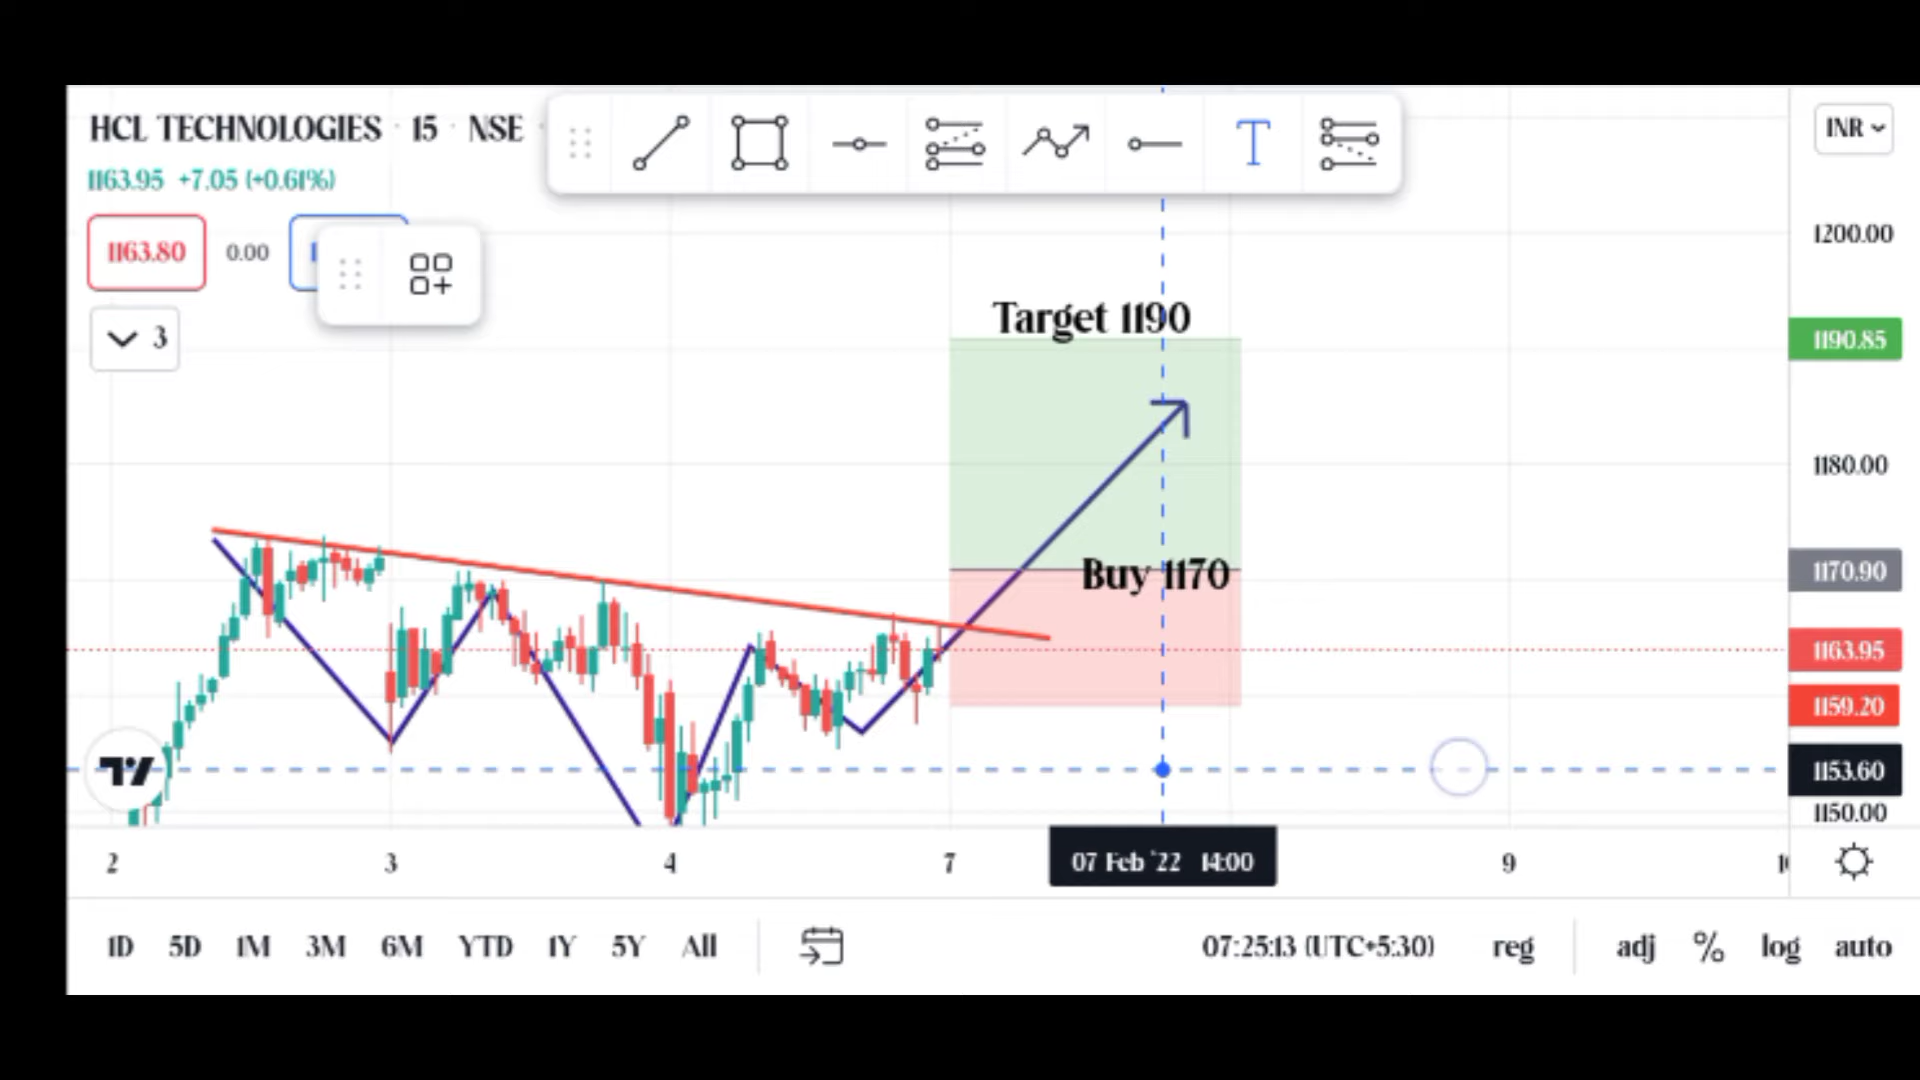 HCL TECHNOLOGIES · 15 · NSE
1163.95 +7.05 (+0.61%)
1163.80 0.00
3
INR
Target 1190
Buy 1170
1200.00
1190.85
1180.00
1170.90
1163.95
1159.20
1153.60
1150.00
2 3 4 7 07 Feb '22 14:00 9
1D 5D 1M 3M 6M YTD 1Y 5Y All 07:25:13 (UTC+5:30) reg adj % log auto